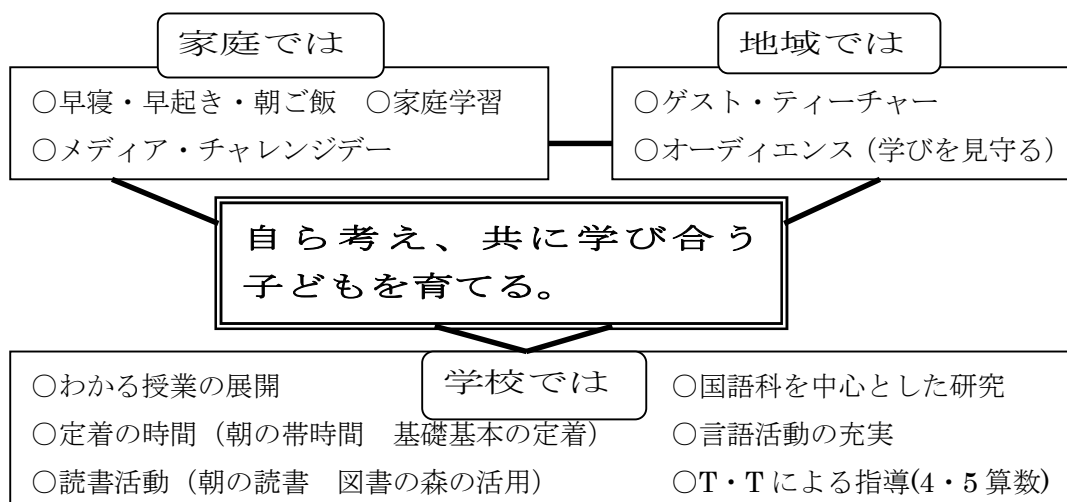 家庭では
○早寝・早起き・朝ご飯　○家庭学習
○メディア・チャレンジデー
地域では
○ゲスト・ティーチャー
○オーディエンス（学びを見守る）
自ら考え、共に学び合う
子どもを育てる。
学校では
○わかる授業の展開
○定着の時間（朝の帯時間　基礎基本の定着）
○読書活動（朝の読書　図書の森の活用）
○国語科を中心とした研究
○言語活動の充実
○T・Tによる指導(4・5算数)